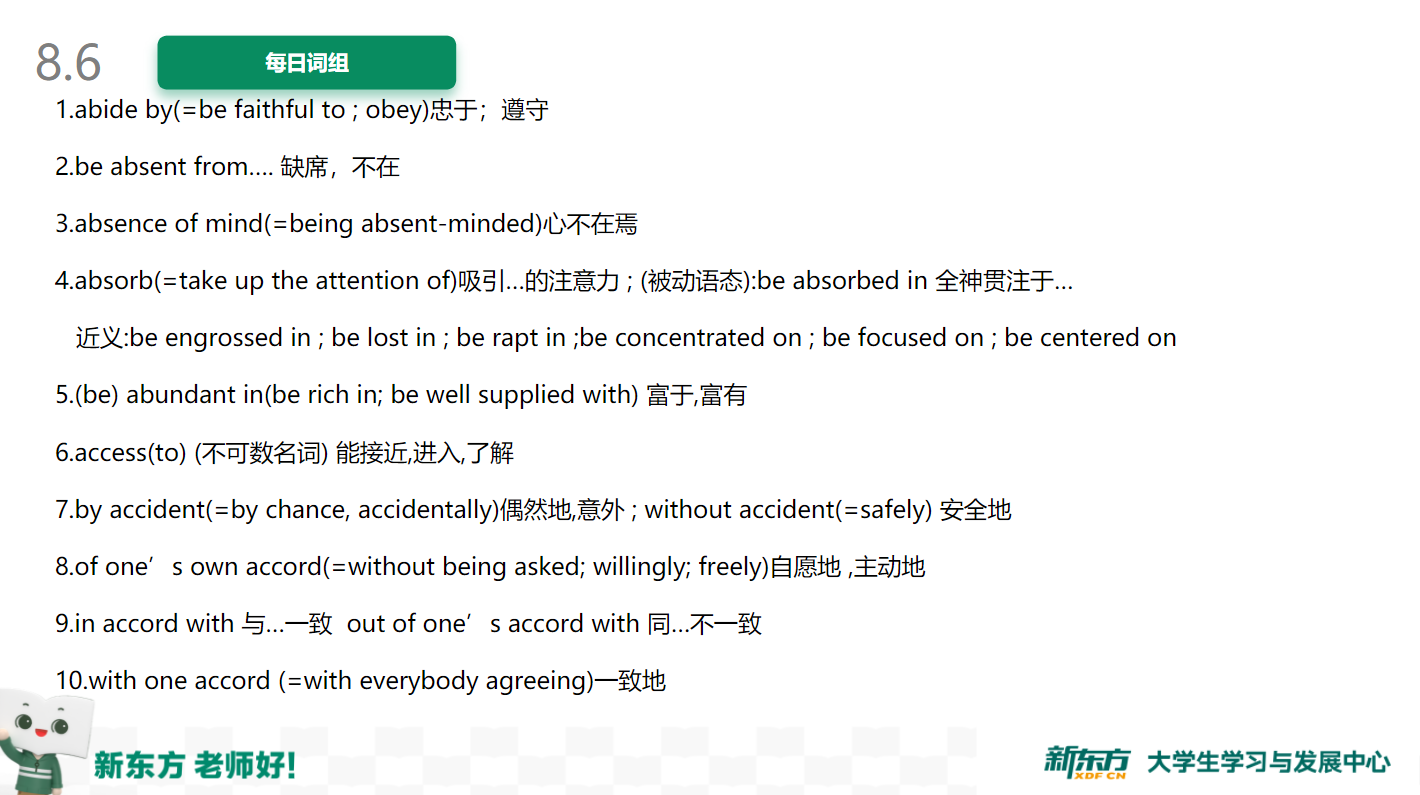 8.6
每日词组
1.abide by(=be faithful to ; obey)忠于；遵守
2.be absent from…. 缺席，不在
3.absence of mind(=being absent-minded)心不在焉
4.absorb(=take up the attention of)吸引…的注意力 ; (被动语态):be absorbed in 全神贯注于…
近义:be engrossed in ; be lost in ; be rapt in ;be concentrated on ; be focused on ; be centered on
5.(be) abundant in(be rich in; be well supplied with) 富于,富有
6.access(to) (不可数名词) 能接近,进入,了解
7.by accident(=by chance, accidentally)偶然地,意外 ; without accident(=safely) 安全地
8.of one’s own accord(=without being asked; willingly; freely)自愿地 ,主动地
9.in accord with 与…一致  out of one’s accord with 同…不一致
10.with one accord (=with everybody agreeing)一致地
新东方 老师好!
新东方 XDF.CN 大学生学习与发展中心